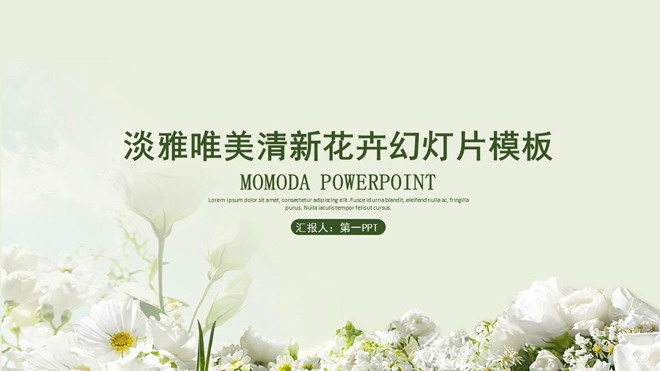 淡雅唯美清新花卉幻灯片模板
MOMODA POWERPOINT
Lorem ipsum dolor sit amet, consectetur adipiscing elit. Fusce id urna blandit, eleifend nulla ac, fringilla
purus. Nulla iaculis tempor felis ut cursus.
汇报人：第一PPT